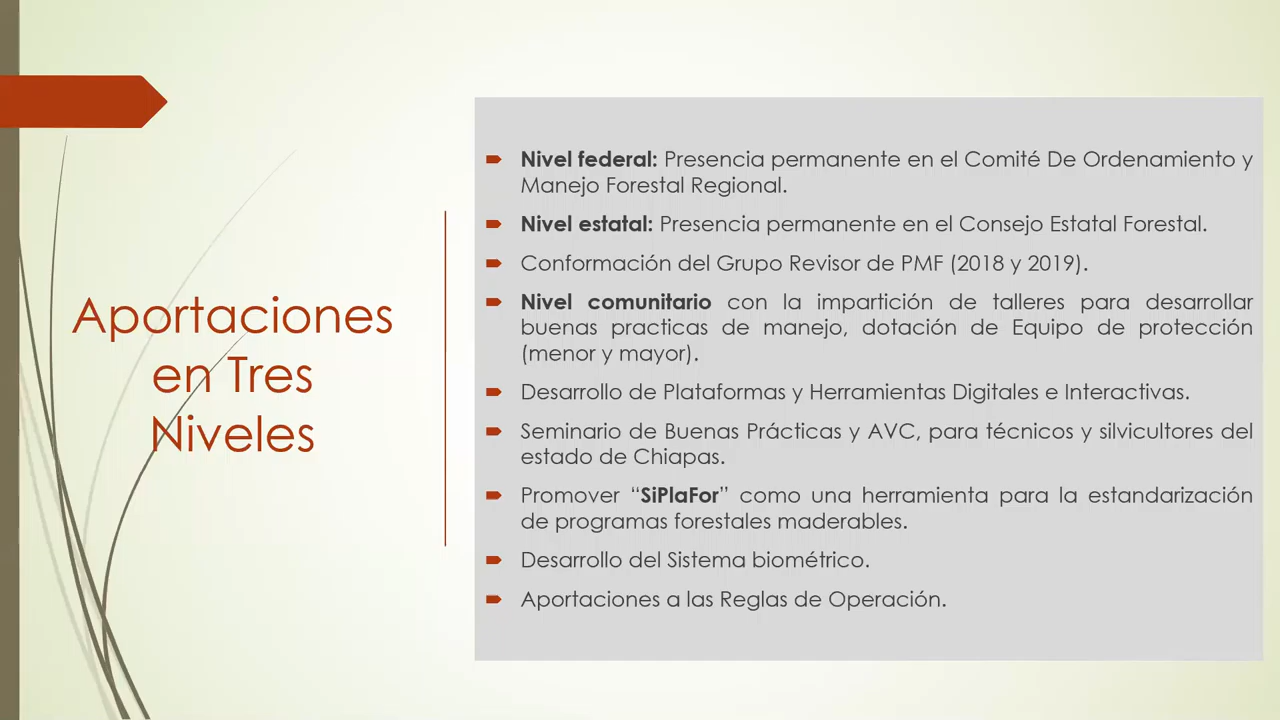 Aportaciones
en Tres
Niveles
Nivel federal: Presencia permanente en el Comité De Ordenamiento y
Manejo Forestal Regional.
Nivel estatal: Presencia permanente en el Consejo Estatal Forestal.
Conformación del Grupo Revisor de PMF (2018 y 2019).
Nivel comunitario con la impartición de talleres para desarrollar
buenas practicas de manejo, dotación de Equipo de protección
(menor y mayor).
Desarrollo de Plataformas y Herramientas Digitales e Interactivas.
Seminario de Buenas Prácticas y AVC, para técnicos y silvicultores del
estado de Chiapas.
Promover “SiPlaFor” como una herramienta para la estandarización
de programas forestales maderables.
Desarrollo del Sistema biométrico.
Aportaciones a las Reglas de Operación.